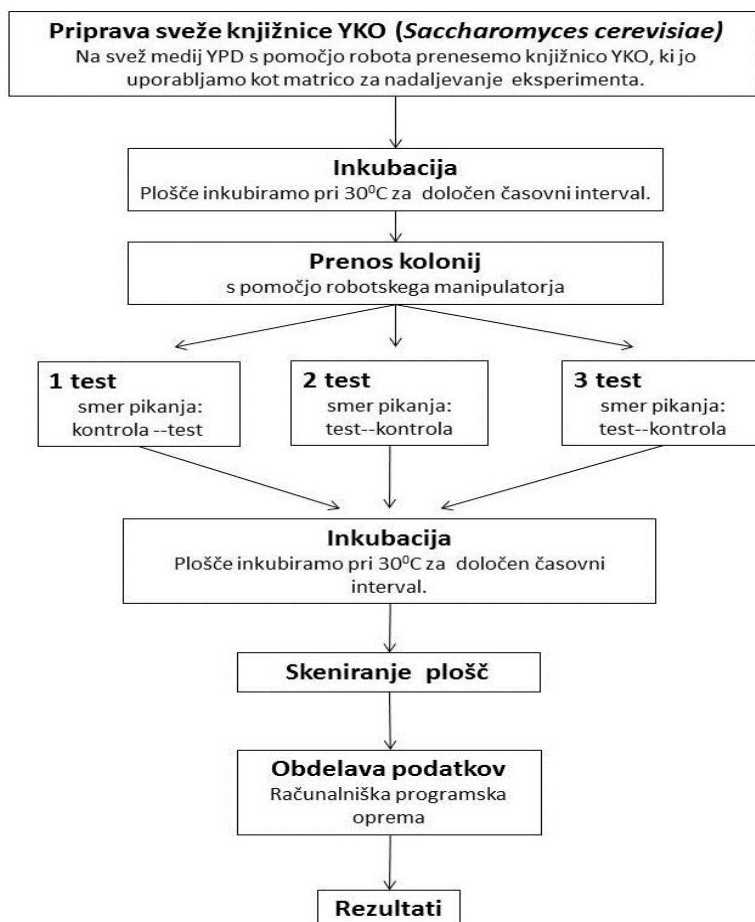 Priprava sveže knjižnice YKO (Saccharomyces cerevisiae)
Na svež medij YPD s pomočjo robota prenesemo knjižnico YKO, ki jo
uporabljamo kot matrico za nadaljevanje eksperimenta.
Inkubacija
Plošče inkubiramo pri 30⁰C za določen časovni interval.
Prenos kolonij
s pomočjo robotskega manipulatorja
1 test
smer pikanja:
kontrola --test
2 test
smer pikanja:
test--kontrola
3 test
smer pikanja:
test--kontrola
Inkubacija
Plošče inkubiramo pri 30⁰C za določen časovni
interval.
Skeniranje plošč
Obdelava podatkov
Računalniška programska
oprema
Rezultati